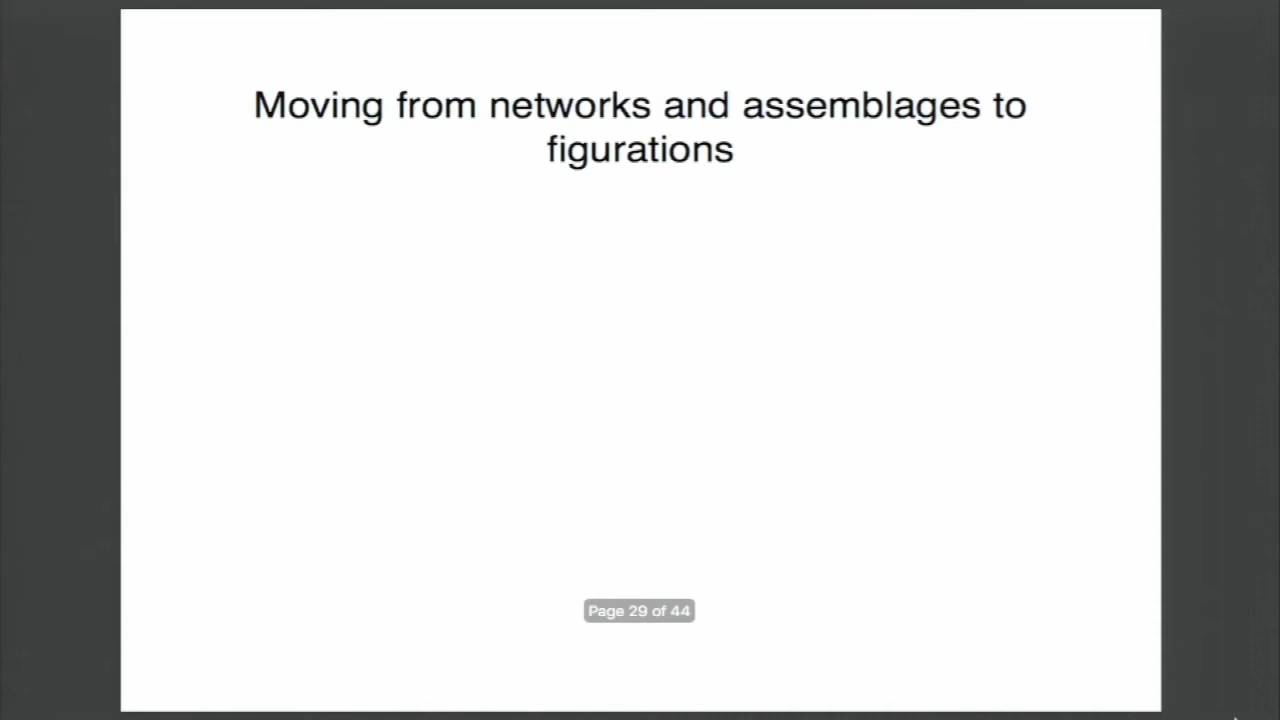 Moving from networks and assemblages to
figurations
Page 29 of 44